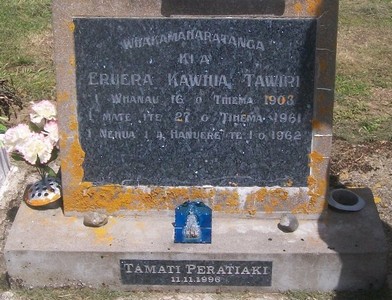 WHAKAMAHARATANGA
KI A
ERUERA KAWHIA TAWIRI
I WHANAU 16 O TIHEMA 1903
I MATE ITE 27 O TIHEMA 1961
I NEHUA I A HANUERE TE 1 O 1962
TAMATI PERATIAKI
11.11.1996